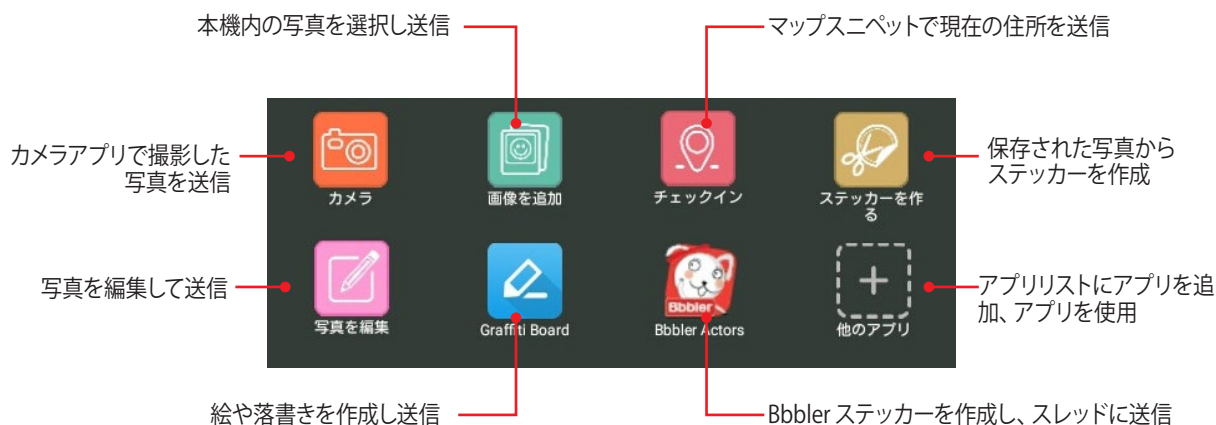 本機内の写真を選択し送信
マップスニペットで現在の住所を送信
カメラアプリで撮影した
写真を送信
保存された写真から
ステッカーを作成
カメラ
画像を追加
チェックイン
ステッカーを作
る
写真を編集して送信
アプリリストにアプリを追
加、アプリを使用
Bbbler
写真を編集
Graffiti Board
Bbbler Actors
他のアプリ
絵や落書きを作成し送信
Bbbler ステッカーを作成し、スレッドに送信